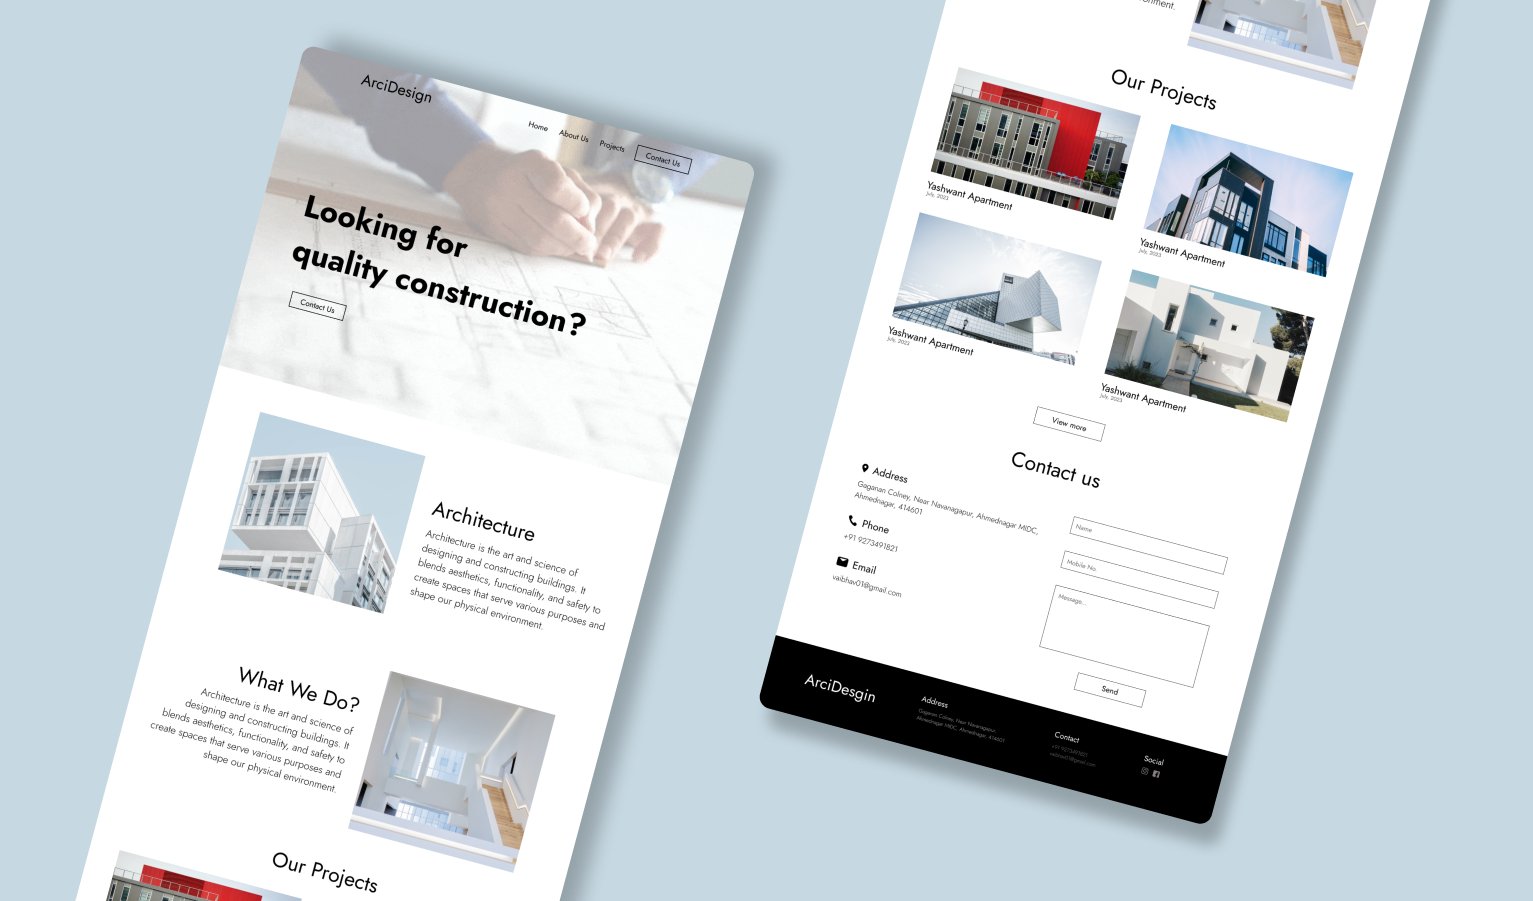 ArciDesign
Home
About Us
Projects
Contact Us
Looking for
quality construction?
Contact Us
Architecture
Architecture is the art and science of
designing and constructing buildings. It
blends aesthetics, functionality, and safety to
create spaces that serve various purposes and
shape our physical environment.
What We Do?
Architecture is the art and science of
designing and constructing buildings. It
blends aesthetics, functionality, and safety to
create spaces that serve various purposes and
shape our physical environment.
Our Projects
Our Projects
Yashwant Apartment
July, 2023
Yashwant Apartment
July, 2023
Yashwant Apartment
July, 2023
Yashwant Apartment
July, 2023
View more
Contact us
Address
Gaganan Colney, Near Navanagapur, Ahmednagar MIDC,
Ahmednagar, 414601
Phone
+91 9273491821
Email
vaibhav01@gmail.com
Name
Mobile No.
Message...
Send
ArciDesgin
Address
Gaganan Colney, Near Navanagapur,
Ahmednagar MIDC, Ahmednagar, 414601
Contact
+91 9273491821
vaibhav01@gmail.com
Social